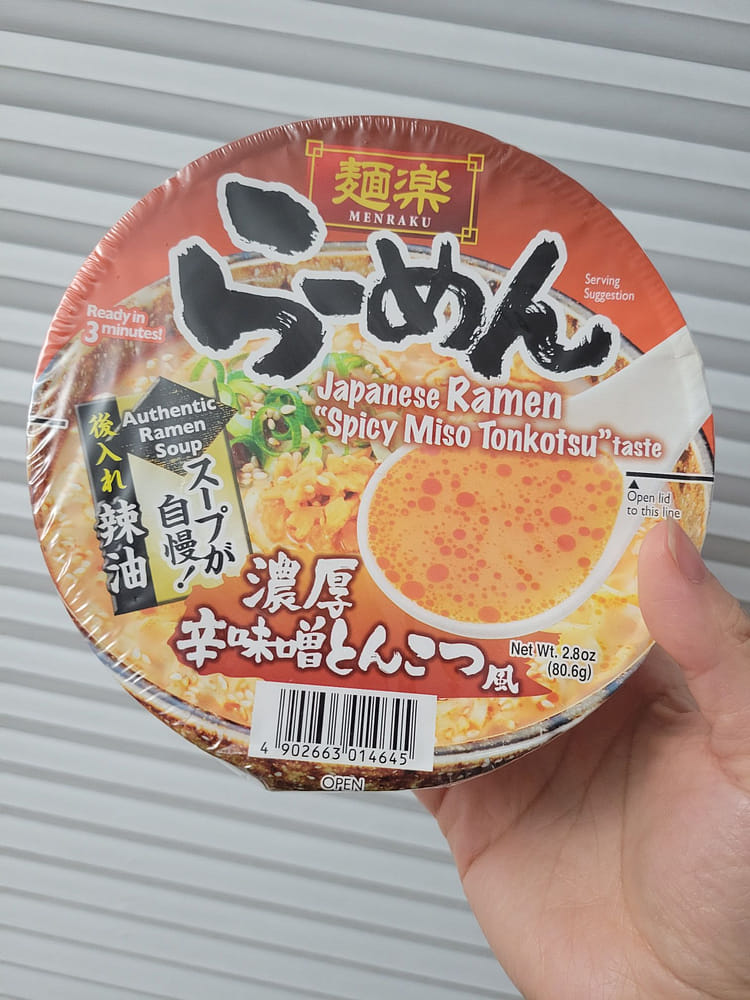 麺楽
MENRAKU
らーめん
Serving
Suggestion
Ready in
3 minutes!
Japanese Ramen
"Spicy Miso Tonkotsu" taste
Authentic
Ramen
Soup
後入れ
辣油
スープが
自慢!
Open lid
to this line
濃厚
辛味噌とんこつ風
Net Wt. 2.8oz
(80.6g)
4 902663 014645
OPEN